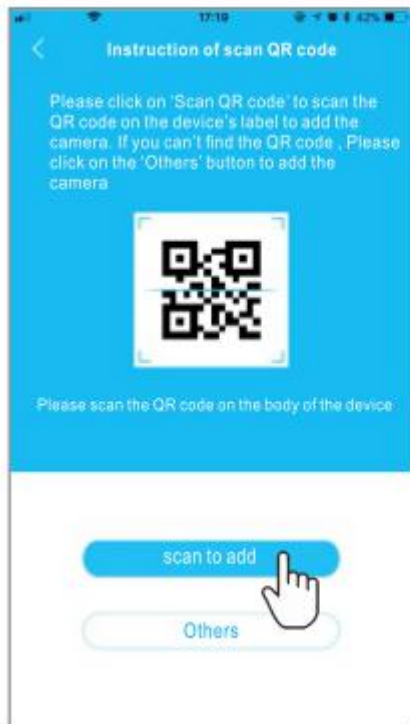 17:19
42%
Instruction of scan QR code
Please click on 'Scan QR code' to scan the
QR code on the device's label to add the
camera. If you can't find the QR code , Please
click on the 'Others' button to add the
camera
Please scan the QR code on the body of the device
scan to add
Others